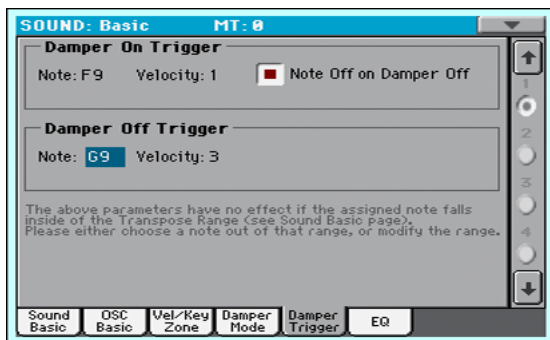 SOUND: Basic MT: 0
Damper On Trigger
Note: F9 Velocity: 1 Note Off on Damper Off
Damper Off Trigger
Note: G9 Velocity: 3
The above parameters have no effect if the assigned note falls
inside of the Transpose Range (see Sound Basic page).
Please either choose a note out of that range, or modify the range.
1
2
3
4
Sound Basic OSC Basic Vel/Key Zone Damper Mode Damper Trigger EQ